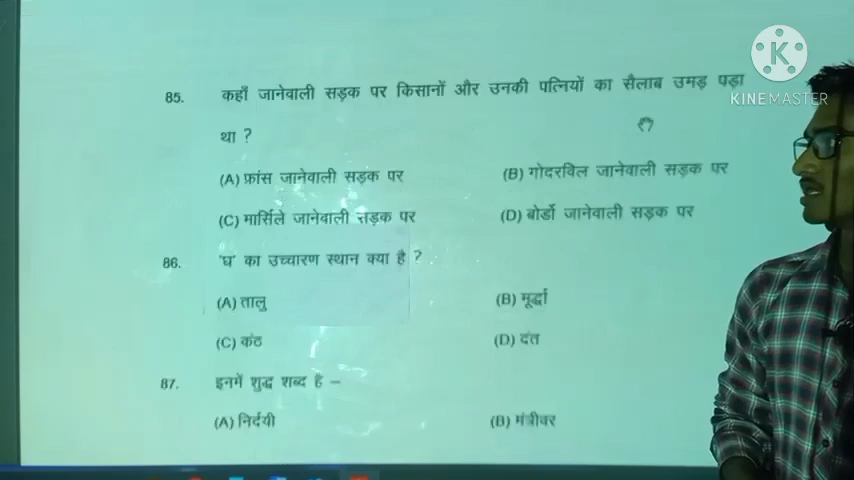 KINEMASTER
85. कहाँ जानेवाली सड़क पर किसानों और उनकी पत्नियों का सैलाब उमड़ पड़ा
था ?
(A) फ्रांस जानेवाली सड़क पर (B) गोदरविल जानेवाली सड़क पर
(C) मार्सिले जानेवाली सड़क पर (D) बोर्डो जानेवाली सड़क पर
86. 'घ' का उच्चारण स्थान क्या है ?
(A) तालु (B) मूर्द्धा
(C) कंठ (D) दंत
87. इनमें शुद्ध शब्द है –
(A) निर्दयी (B) मंत्रीवर